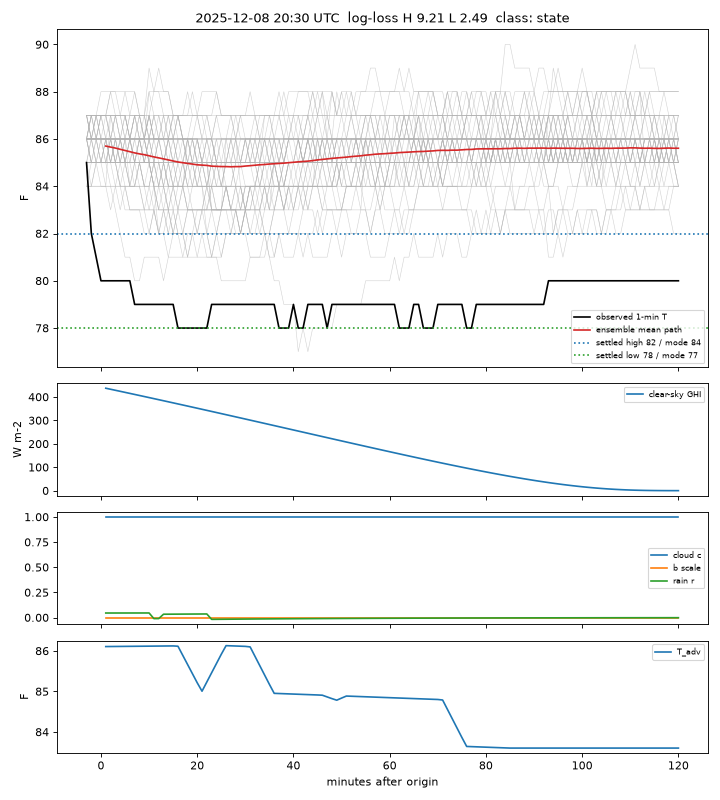 2025-12-08 20:30 UTC  log-loss H 9.21 L 2.49  class: state
90
88
86
84
82
80
78
F
observed 1-min T
ensemble mean path
settled high 82 / mode 84
settled low 78 / mode 77
400
300
200
100
0
W m-2
clear-sky GHI
1.00
0.75
0.50
0.25
0.00
cloud c
b scale
rain r
86
85
84
F
T_adv
0 20 40 60 80 100 120
minutes after origin